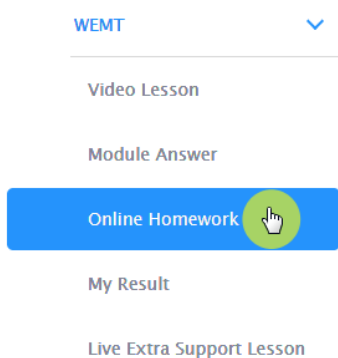 WEMT
Video Lesson
Module Answer
Online Homework
My Result
Live Extra Support Lesson